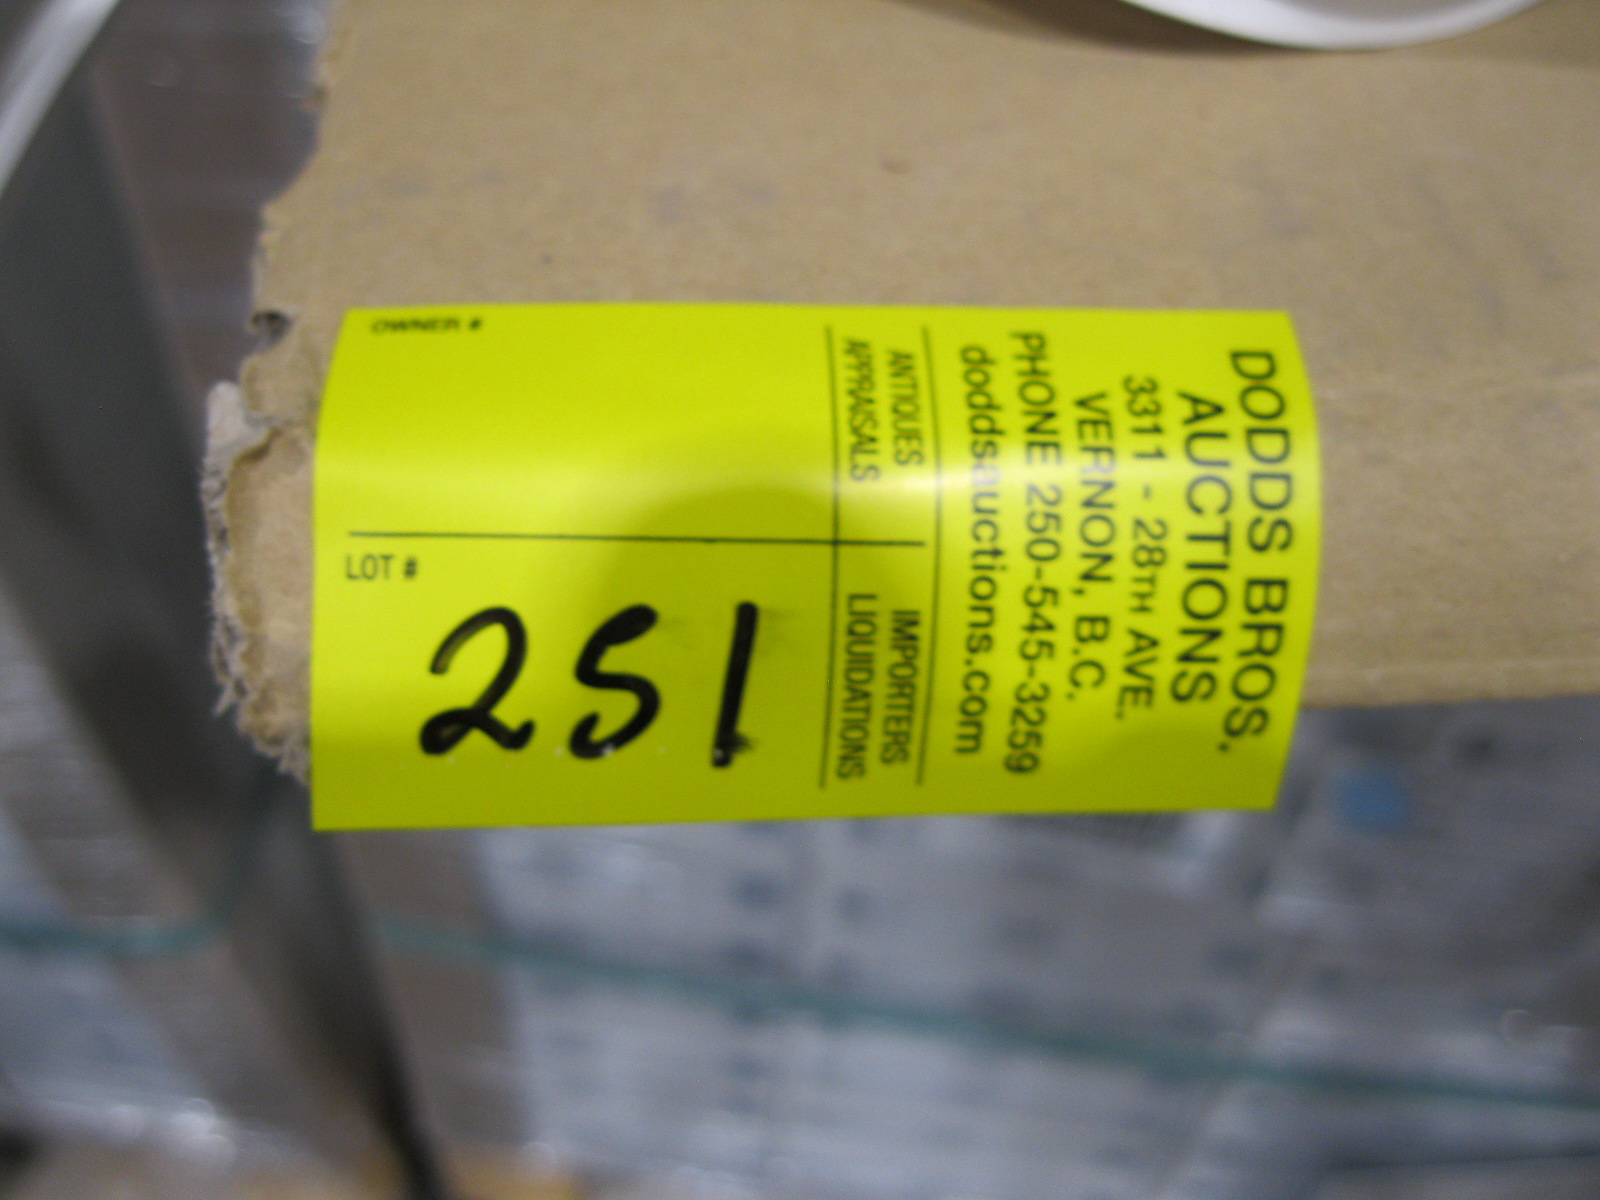 DODDS BROS.
AUCTIONS
3311 - 28TH AVE.
VERNON, B.C.
PHONE 250-545-3259
doddsauctions.com
ANTIQUES
APPRAISALS
IMPORTERS
LIQUIDATIONS
OWNER #
LOT #
251